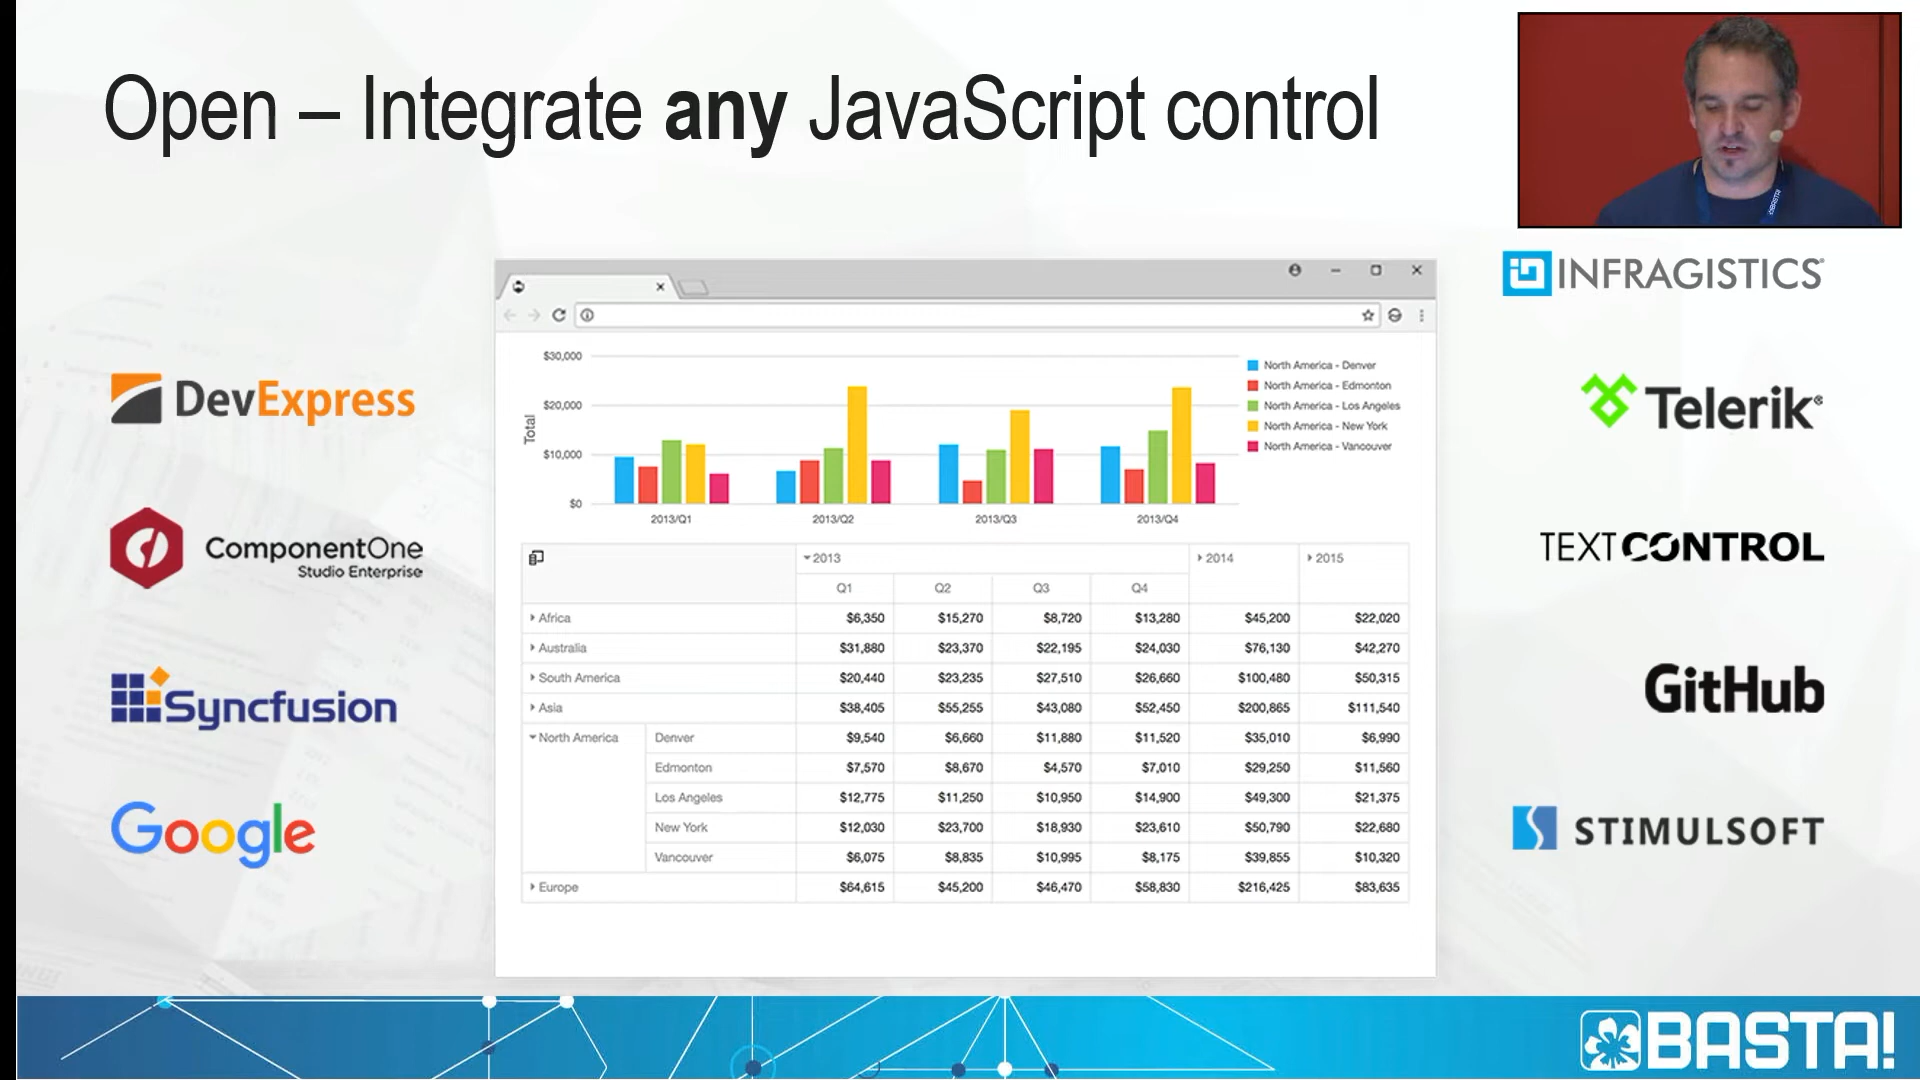 Open – Integrate any JavaScript control
BASTA!
INFRAGISTICS
DevExpress
Telerik
ComponentOne
Studio Enterprise
TEXTCONTROL
Syncfusion
GitHub
Google
STIMULSOFT
$30,000
$20,000
$10,000
$0
Total
2013/Q1 2013/Q2 2013/Q3 2013/Q4
North America - Denver
North America - Edmonton
North America - Los Angeles
North America - New York
North America - Vancouver
2013 2014 2015
Q1 Q2 Q3 Q4
Africa $6,350 $15,270 $8,720 $13,280 $45,200 $22,020
Australia $31,880 $23,370 $22,195 $24,030 $76,130 $42,270
South America $20,440 $23,235 $27,510 $26,660 $100,480 $50,315
Asia $38,405 $55,255 $43,080 $52,450 $200,865 $111,540
North America Denver $9,540 $6,660 $11,880 $11,520 $35,010 $6,990
Edmonton $7,570 $8,670 $4,570 $7,010 $29,250 $11,560
Los Angeles $12,775 $11,250 $10,950 $14,900 $49,300 $21,375
New York $12,030 $23,700 $18,930 $23,610 $50,790 $22,680
Vancouver $6,075 $8,835 $10,995 $8,175 $39,855 $10,320
Europe $64,615 $45,200 $46,470 $58,830 $216,425 $83,635
BASTA!